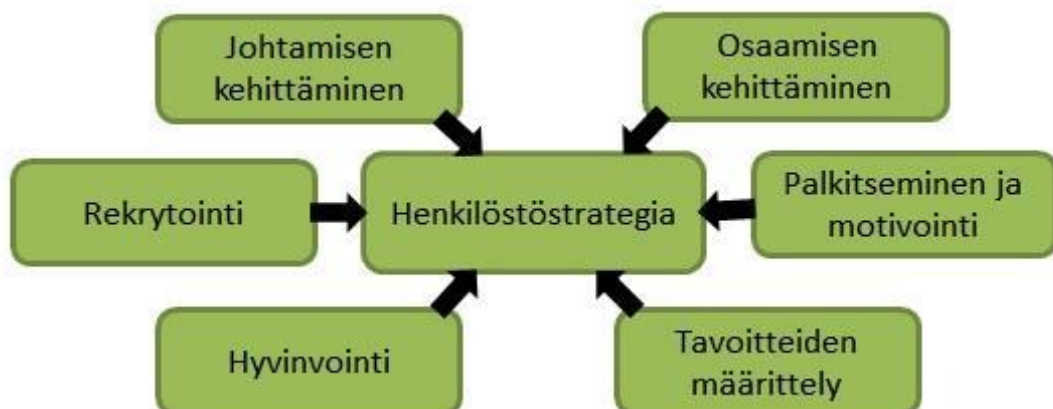 Johtamisen
kehittäminen
Osaamisen
kehittäminen
Rekrytointi
Henkilöstöstrategia
Palkitseminen ja
motivointi
Hyvinvointi
Tavoitteiden
määrittely